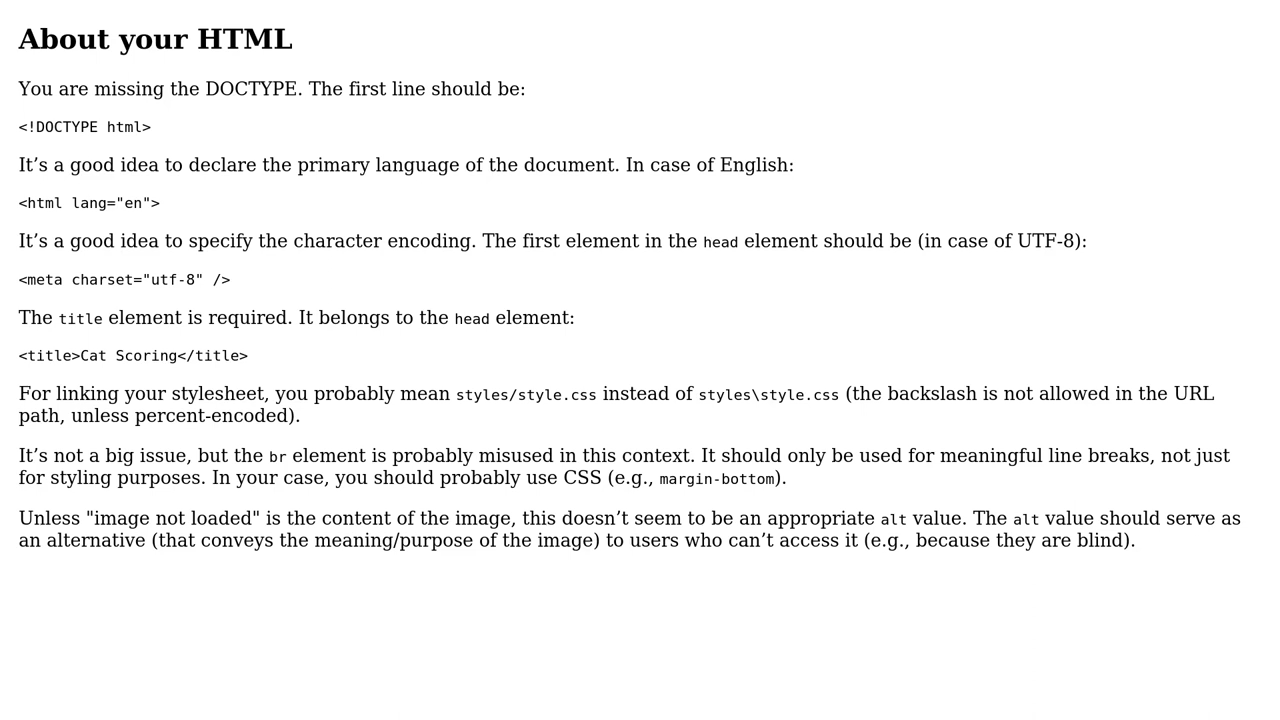 About your HTML
You are missing the DOCTYPE. The first line should be:
<!DOCTYPE html>
It’s a good idea to declare the primary language of the document. In case of English:
<html lang="en">
It’s a good idea to specify the character encoding. The first element in the head element should be (in case of UTF-8):
<meta charset="utf-8" />
The title element is required. It belongs to the head element:
<title>Cat Scoring</title>
For linking your stylesheet, you probably mean styles/style.css instead of styles\style.css (the backslash is not allowed in the URL
path, unless percent-encoded).
It’s not a big issue, but the br element is probably misused in this context. It should only be used for meaningful line breaks, not just
for styling purposes. In your case, you should probably use CSS (e.g., margin-bottom).
Unless "image not loaded" is the content of the image, this doesn’t seem to be an appropriate alt value. The alt value should serve as
an alternative (that conveys the meaning/purpose of the image) to users who can’t access it (e.g., because they are blind).